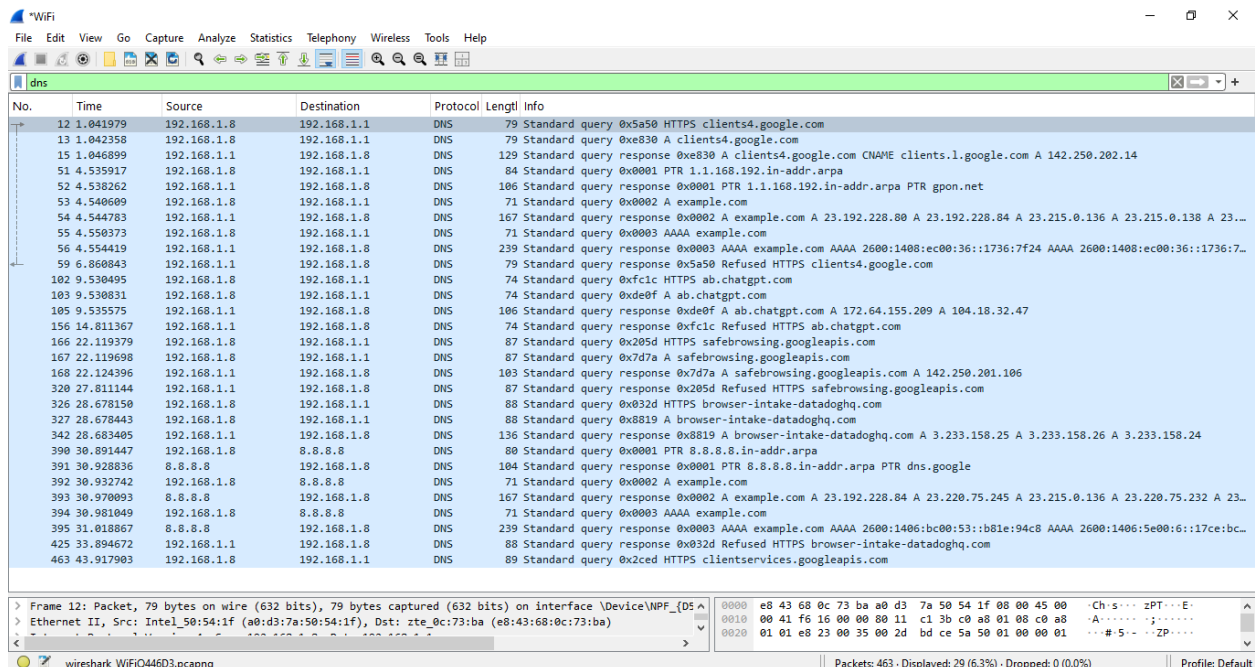 *WiFi
File Edit View Go Capture Analyze Statistics Telephony Wireless Tools Help
dns
No. Time Source Destination Protocol Lengtl Info
12 1.041979 192.168.1.8 192.168.1.1 DNS 79 Standard query 0x5a50 HTTPS clients4.google.com
13 1.042358 192.168.1.8 192.168.1.1 DNS 79 Standard query 0xe830 A clients4.google.com
15 1.046899 192.168.1.1 192.168.1.8 DNS 129 Standard query response 0xe830 A clients4.google.com CNAME clients.l.google.com A 142.250.202.14
51 4.535917 192.168.1.8 192.168.1.1 DNS 84 Standard query 0x0001 PTR 1.1.168.192.in-addr.arpa
52 4.538262 192.168.1.1 192.168.1.8 DNS 106 Standard query response 0x0001 PTR 1.1.168.192.in-addr.arpa PTR gpon.net
53 4.540609 192.168.1.8 192.168.1.1 DNS 71 Standard query 0x0002 A example.com
54 4.544783 192.168.1.1 192.168.1.8 DNS 167 Standard query response 0x0002 A example.com A 23.192.228.80 A 23.192.228.84 A 23.215.0.136 A 23.215.0.138 A 23.…
55 4.550373 192.168.1.8 192.168.1.1 DNS 71 Standard query 0x0003 AAAA example.com
56 4.554419 192.168.1.1 192.168.1.8 DNS 239 Standard query response 0x0003 AAAA example.com AAAA 2600:1408:ec00:36::1736:7f24 AAAA 2600:1408:ec00:36::1736:7…
59 6.860843 192.168.1.1 192.168.1.8 DNS 79 Standard query response 0x5a50 Refused HTTPS clients4.google.com
102 9.530495 192.168.1.8 192.168.1.1 DNS 74 Standard query 0xfc1c HTTPS ab.chatgpt.com
103 9.530831 192.168.1.8 192.168.1.1 DNS 74 Standard query 0xde0f A ab.chatgpt.com
105 9.535575 192.168.1.1 192.168.1.8 DNS 106 Standard query response 0xde0f A ab.chatgpt.com A 172.64.155.209 A 104.18.32.47
156 14.811367 192.168.1.1 192.168.1.8 DNS 74 Standard query response 0xfc1c Refused HTTPS ab.chatgpt.com
166 22.119379 192.168.1.8 192.168.1.1 DNS 87 Standard query 0x205d HTTPS safebrowsing.googleapis.com
167 22.119698 192.168.1.8 192.168.1.1 DNS 87 Standard query 0x7d7a A safebrowsing.googleapis.com
168 22.124396 192.168.1.1 192.168.1.8 DNS 103 Standard query response 0x7d7a A safebrowsing.googleapis.com A 142.250.201.106
320 27.811144 192.168.1.1 192.168.1.8 DNS 87 Standard query response 0x205d Refused HTTPS safebrowsing.googleapis.com
326 28.678150 192.168.1.8 192.168.1.1 DNS 88 Standard query 0x032d HTTPS browser-intake-datadoghq.com
327 28.678443 192.168.1.8 192.168.1.1 DNS 88 Standard query 0x8819 A browser-intake-datadoghq.com
342 28.683405 192.168.1.1 192.168.1.8 DNS 136 Standard query response 0x8819 A browser-intake-datadoghq.com A 3.233.158.25 A 3.233.158.26 A 3.233.158.24
390 30.891447 192.168.1.8 8.8.8.8 DNS 80 Standard query 0x0001 PTR 8.8.8.8.in-addr.arpa
391 30.928836 8.8.8.8 192.168.1.8 DNS 104 Standard query response 0x0001 PTR 8.8.8.8.in-addr.arpa PTR dns.google
392 30.932742 192.168.1.8 8.8.8.8 DNS 71 Standard query 0x0002 A example.com
393 30.970093 8.8.8.8 192.168.1.8 DNS 167 Standard query response 0x0002 A example.com A 23.192.228.84 A 23.220.75.245 A 23.215.0.136 A 23.220.75.232 A 23…
394 30.981049 192.168.1.8 8.8.8.8 DNS 71 Standard query 0x0003 AAAA example.com
395 31.018867 8.8.8.8 192.168.1.8 DNS 239 Standard query response 0x0003 AAAA example.com AAAA 2600:1406:bc00:53::b81e:94c8 AAAA 2600:1406:5e00:6::17ce:bc…
425 33.894672 192.168.1.1 192.168.1.8 DNS 88 Standard query response 0x032d Refused HTTPS browser-intake-datadoghq.com
463 43.917903 192.168.1.8 192.168.1.1 DNS 89 Standard query 0x2ced HTTPS clientservices.googleapis.com
Frame 12: Packet, 79 bytes on wire (632 bits), 79 bytes captured (632 bits) on interface \Device\NPF_{D5
Ethernet II, Src: Intel_50:54:1f (a0:d3:7a:50:54:1f), Dst: zte_0c:73:ba (e8:43:68:0c:73:ba)
0000 e8 43 68 0c 73 ba a0 d3 7a 50 54 1f 08 00 45 00 ·Ch·s··· zPT···E·
0010 00 41 f6 16 00 00 80 11 c1 3b c0 a8 01 08 c0 a8 ·A······ ·;······
0020 01 01 e8 23 00 35 00 2d bd ce 5a 50 01 00 00 01 ···#·5·- ··ZP····
wireshark_WiFiO446D3.pcapng Packets: 463 · Displayed: 29 (6.3%) · Dropped: 0 (0.0%) Profile: Default